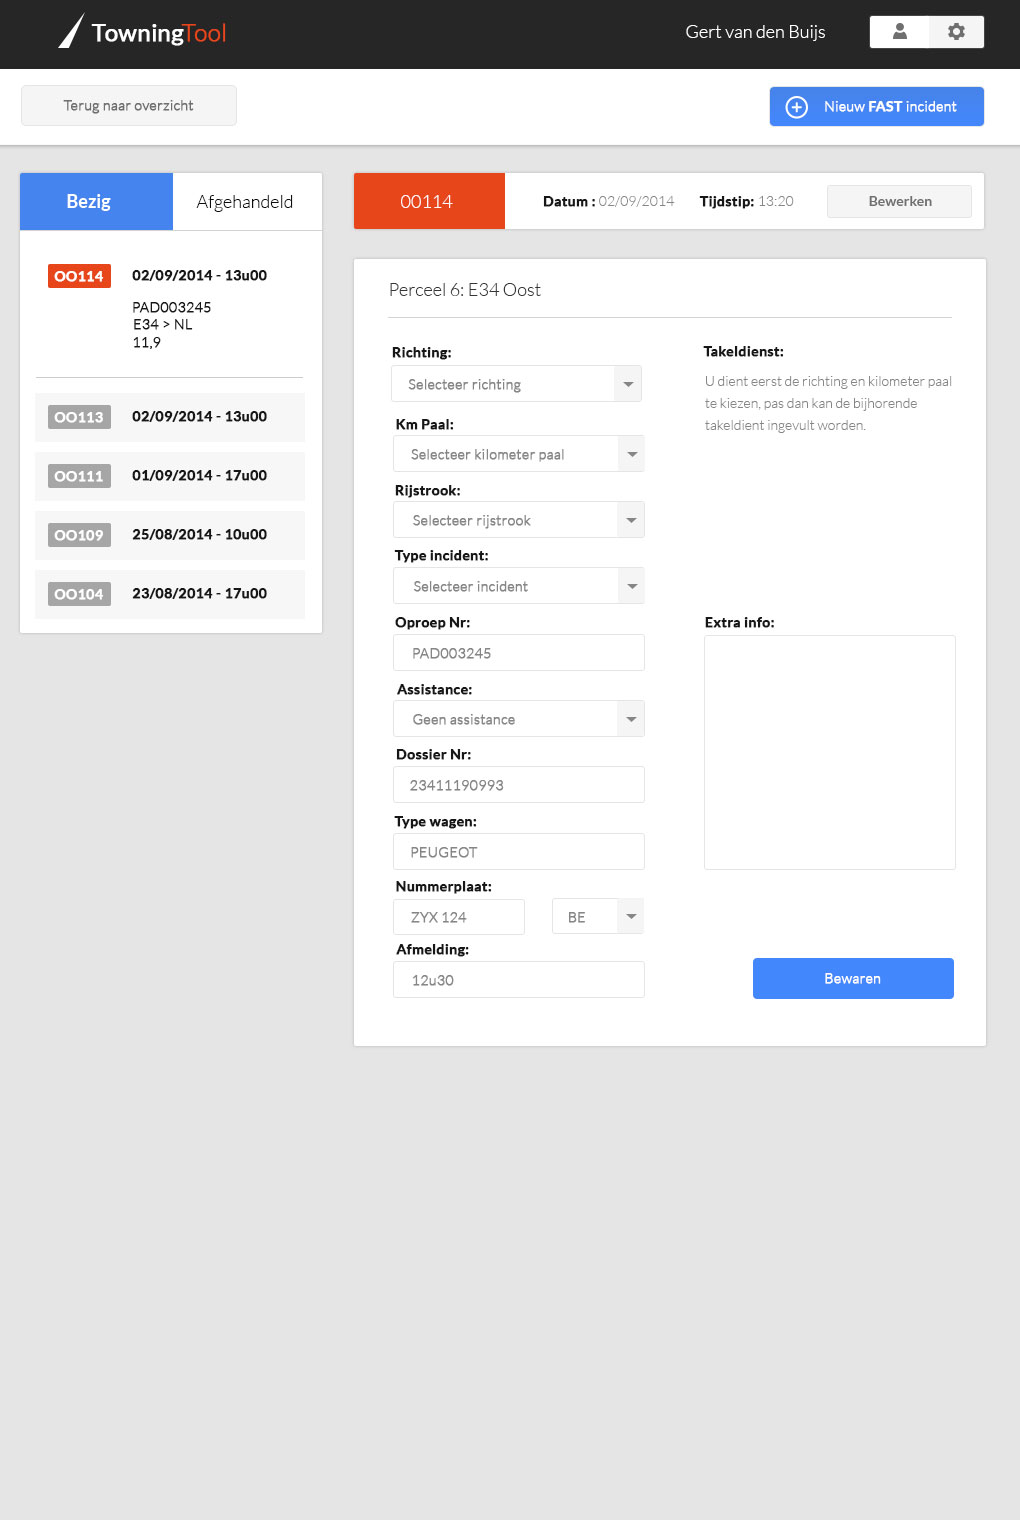 TowningTool
Gert van den Buijs
Terug naar overzicht
Nieuw FAST incident
Bezig
Afgehandeld
OO114 02/09/2014 - 13u00
PAD003245
E34 > NL
11,9
OO113 02/09/2014 - 13u00
OO111 01/09/2014 - 17u00
OO109 25/08/2014 - 10u00
OO104 23/08/2014 - 17u00
00114
Datum : 02/09/2014
Tijdstip: 13:20
Bewerken
Perceel 6: E34 Oost
Richting:
Selecteer richting
Km Paal:
Selecteer kilometer paal
Rijstrook:
Selecteer rijstrook
Type incident:
Selecteer incident
Oproep Nr:
PAD003245
Assistance:
Geen assistance
Dossier Nr:
23411190993
Type wagen:
PEUGEOT
Nummerplaat:
ZYX 124
BE
Afmelding:
12u30
Takeldienst:
U dient eerst de richting en kilometer paal
te kiezen, pas dan kan de bijhorende
takeldient ingevult worden.
Extra info:
Bewaren